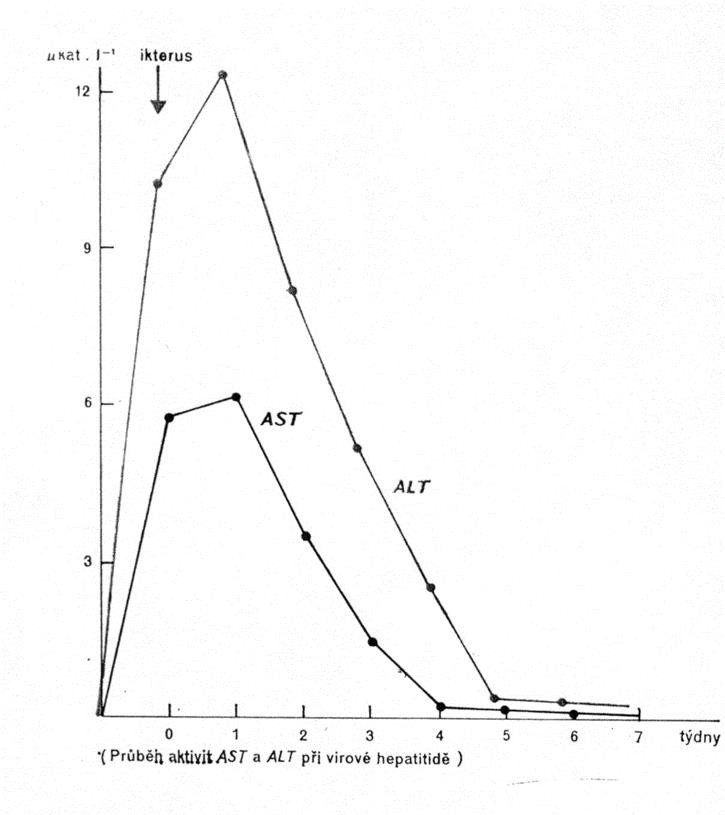 μkat . l⁻¹
ikterus
12
9
6
3
AST
ALT
0 1 2 3 4 5 6 7 týdny
(Průběh aktivit AST a ALT při virové hepatitidě )